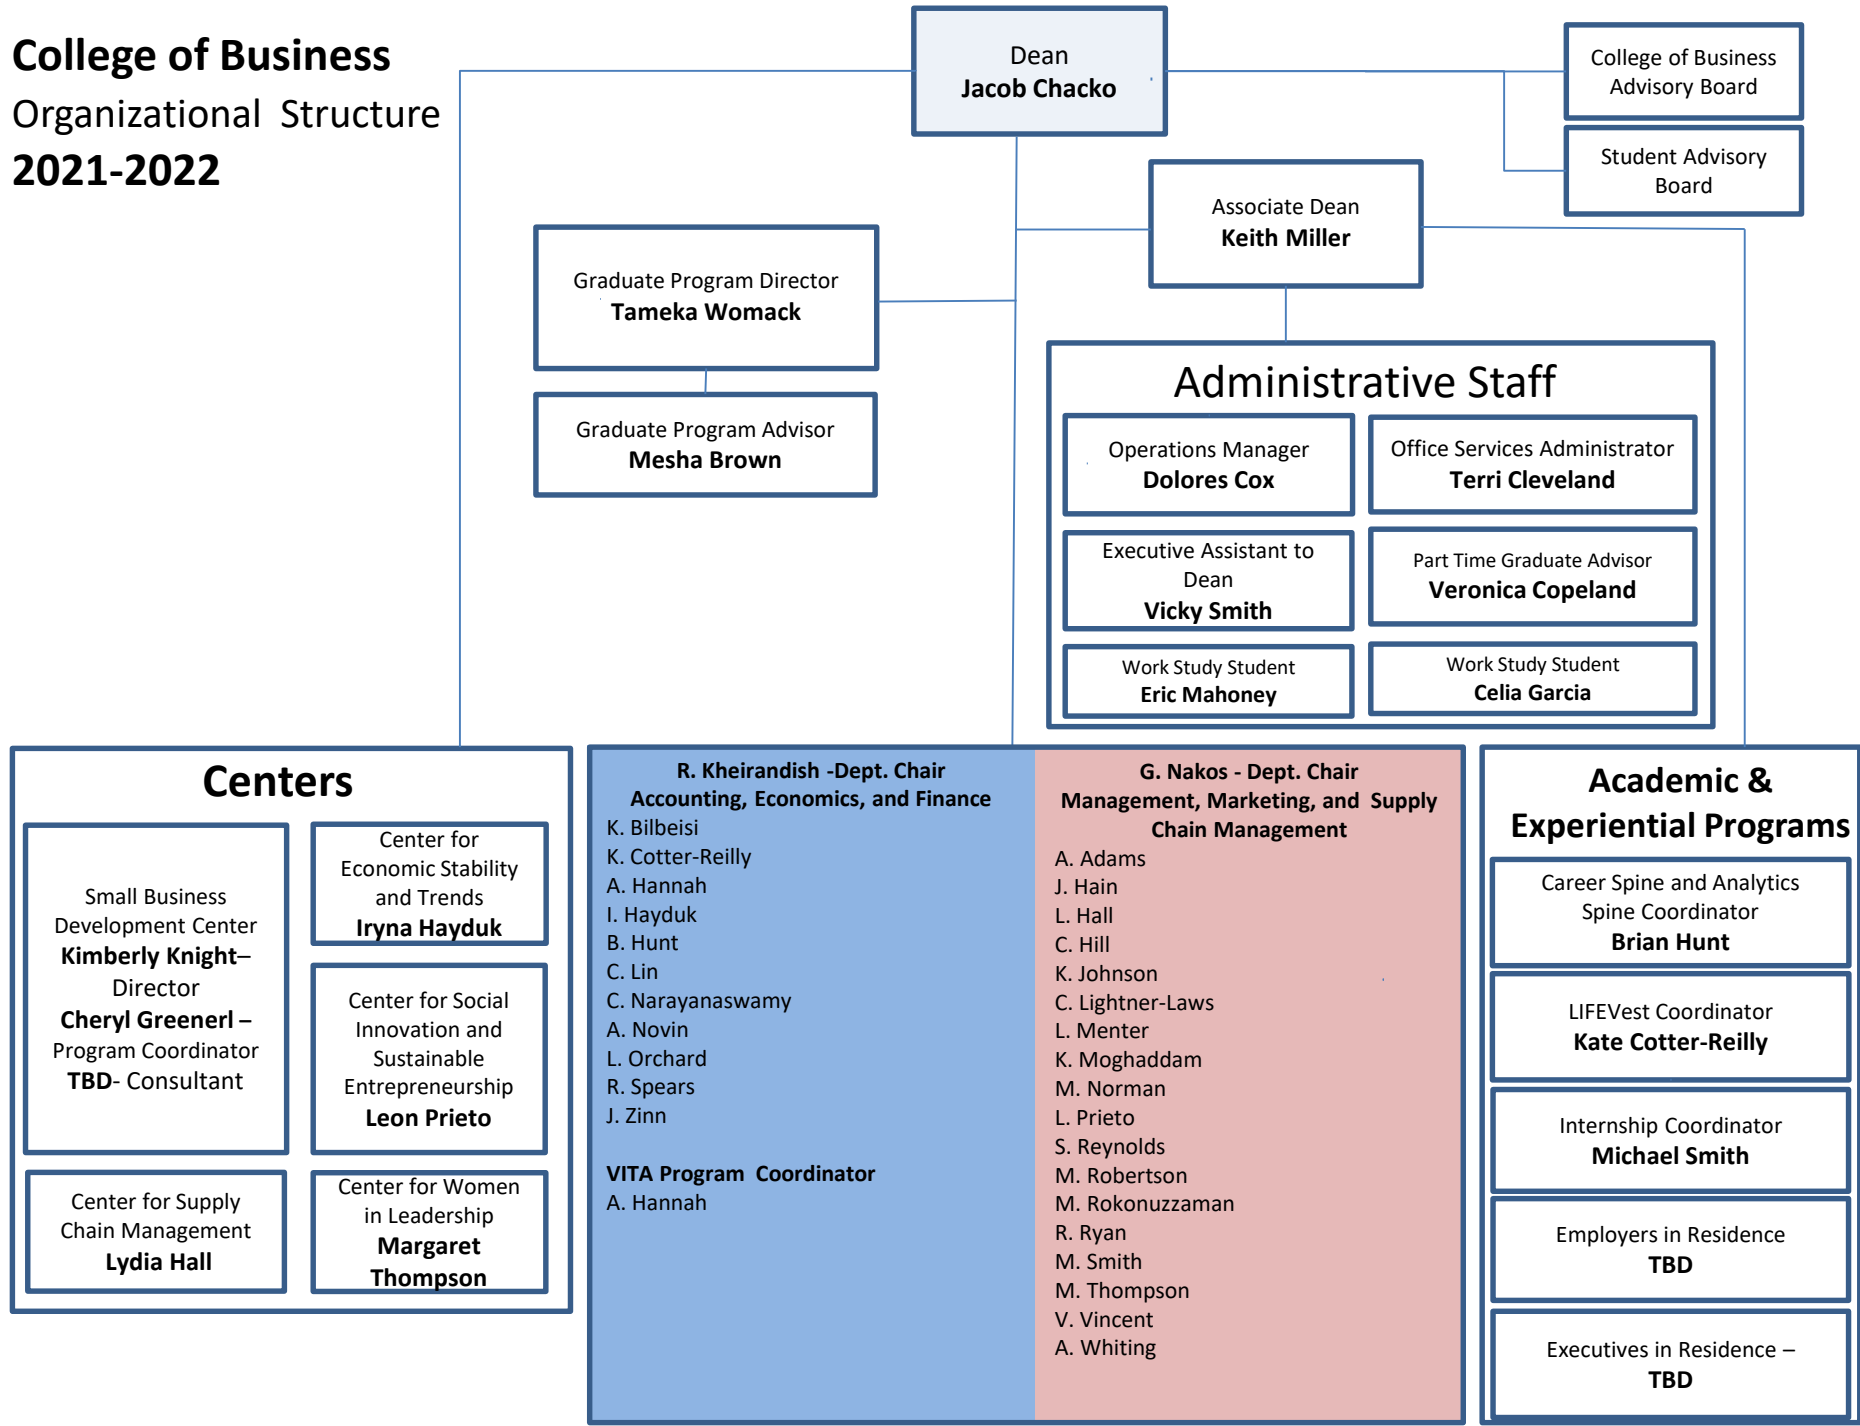 College of Business
Organizational Structure
2021-2022
Dean
Jacob Chacko
College of Business
Advisory Board
Student Advisory
Board
Associate Dean
Keith Miller
Graduate Program Director
Tameka Womack
Graduate Program Advisor
Mesha Brown
Administrative Staff
Operations Manager
Dolores Cox
Office Services Administrator
Terri Cleveland
Executive Assistant to
Dean
Vicky Smith
Part Time Graduate Advisor
Veronica Copeland
Work Study Student
Eric Mahoney
Work Study Student
Celia Garcia
Centers
Small Business
Development Center
Kimberly Knight–
Director
Cheryl Greenerl –
Program Coordinator
TBD- Consultant
Center for
Economic Stability
and Trends
Iryna Hayduk
Center for Social
Innovation and
Sustainable
Entrepreneurship
Leon Prieto
Center for Supply
Chain Management
Lydia Hall
Center for Women
in Leadership
Margaret
Thompson
R. Kheirandish -Dept. Chair
Accounting, Economics, and Finance
K. Bilbeisi
K. Cotter-Reilly
A. Hannah
I. Hayduk
B. Hunt
C. Lin
C. Narayanaswamy
A. Novin
L. Orchard
R. Spears
J. Zinn
VITA Program Coordinator
A. Hannah
G. Nakos - Dept. Chair
Management, Marketing, and Supply
Chain Management
A. Adams
J. Hain
L. Hall
C. Hill
K. Johnson
C. Lightner-Laws
L. Menter
K. Moghaddam
M. Norman
L. Prieto
S. Reynolds
M. Robertson
M. Rokonuzzaman
R. Ryan
M. Smith
M. Thompson
V. Vincent
A. Whiting
Academic &
Experiential Programs
Career Spine and Analytics
Spine Coordinator
Brian Hunt
LIFEVest Coordinator
Kate Cotter-Reilly
Internship Coordinator
Michael Smith
Employers in Residence
TBD
Executives in Residence –
TBD